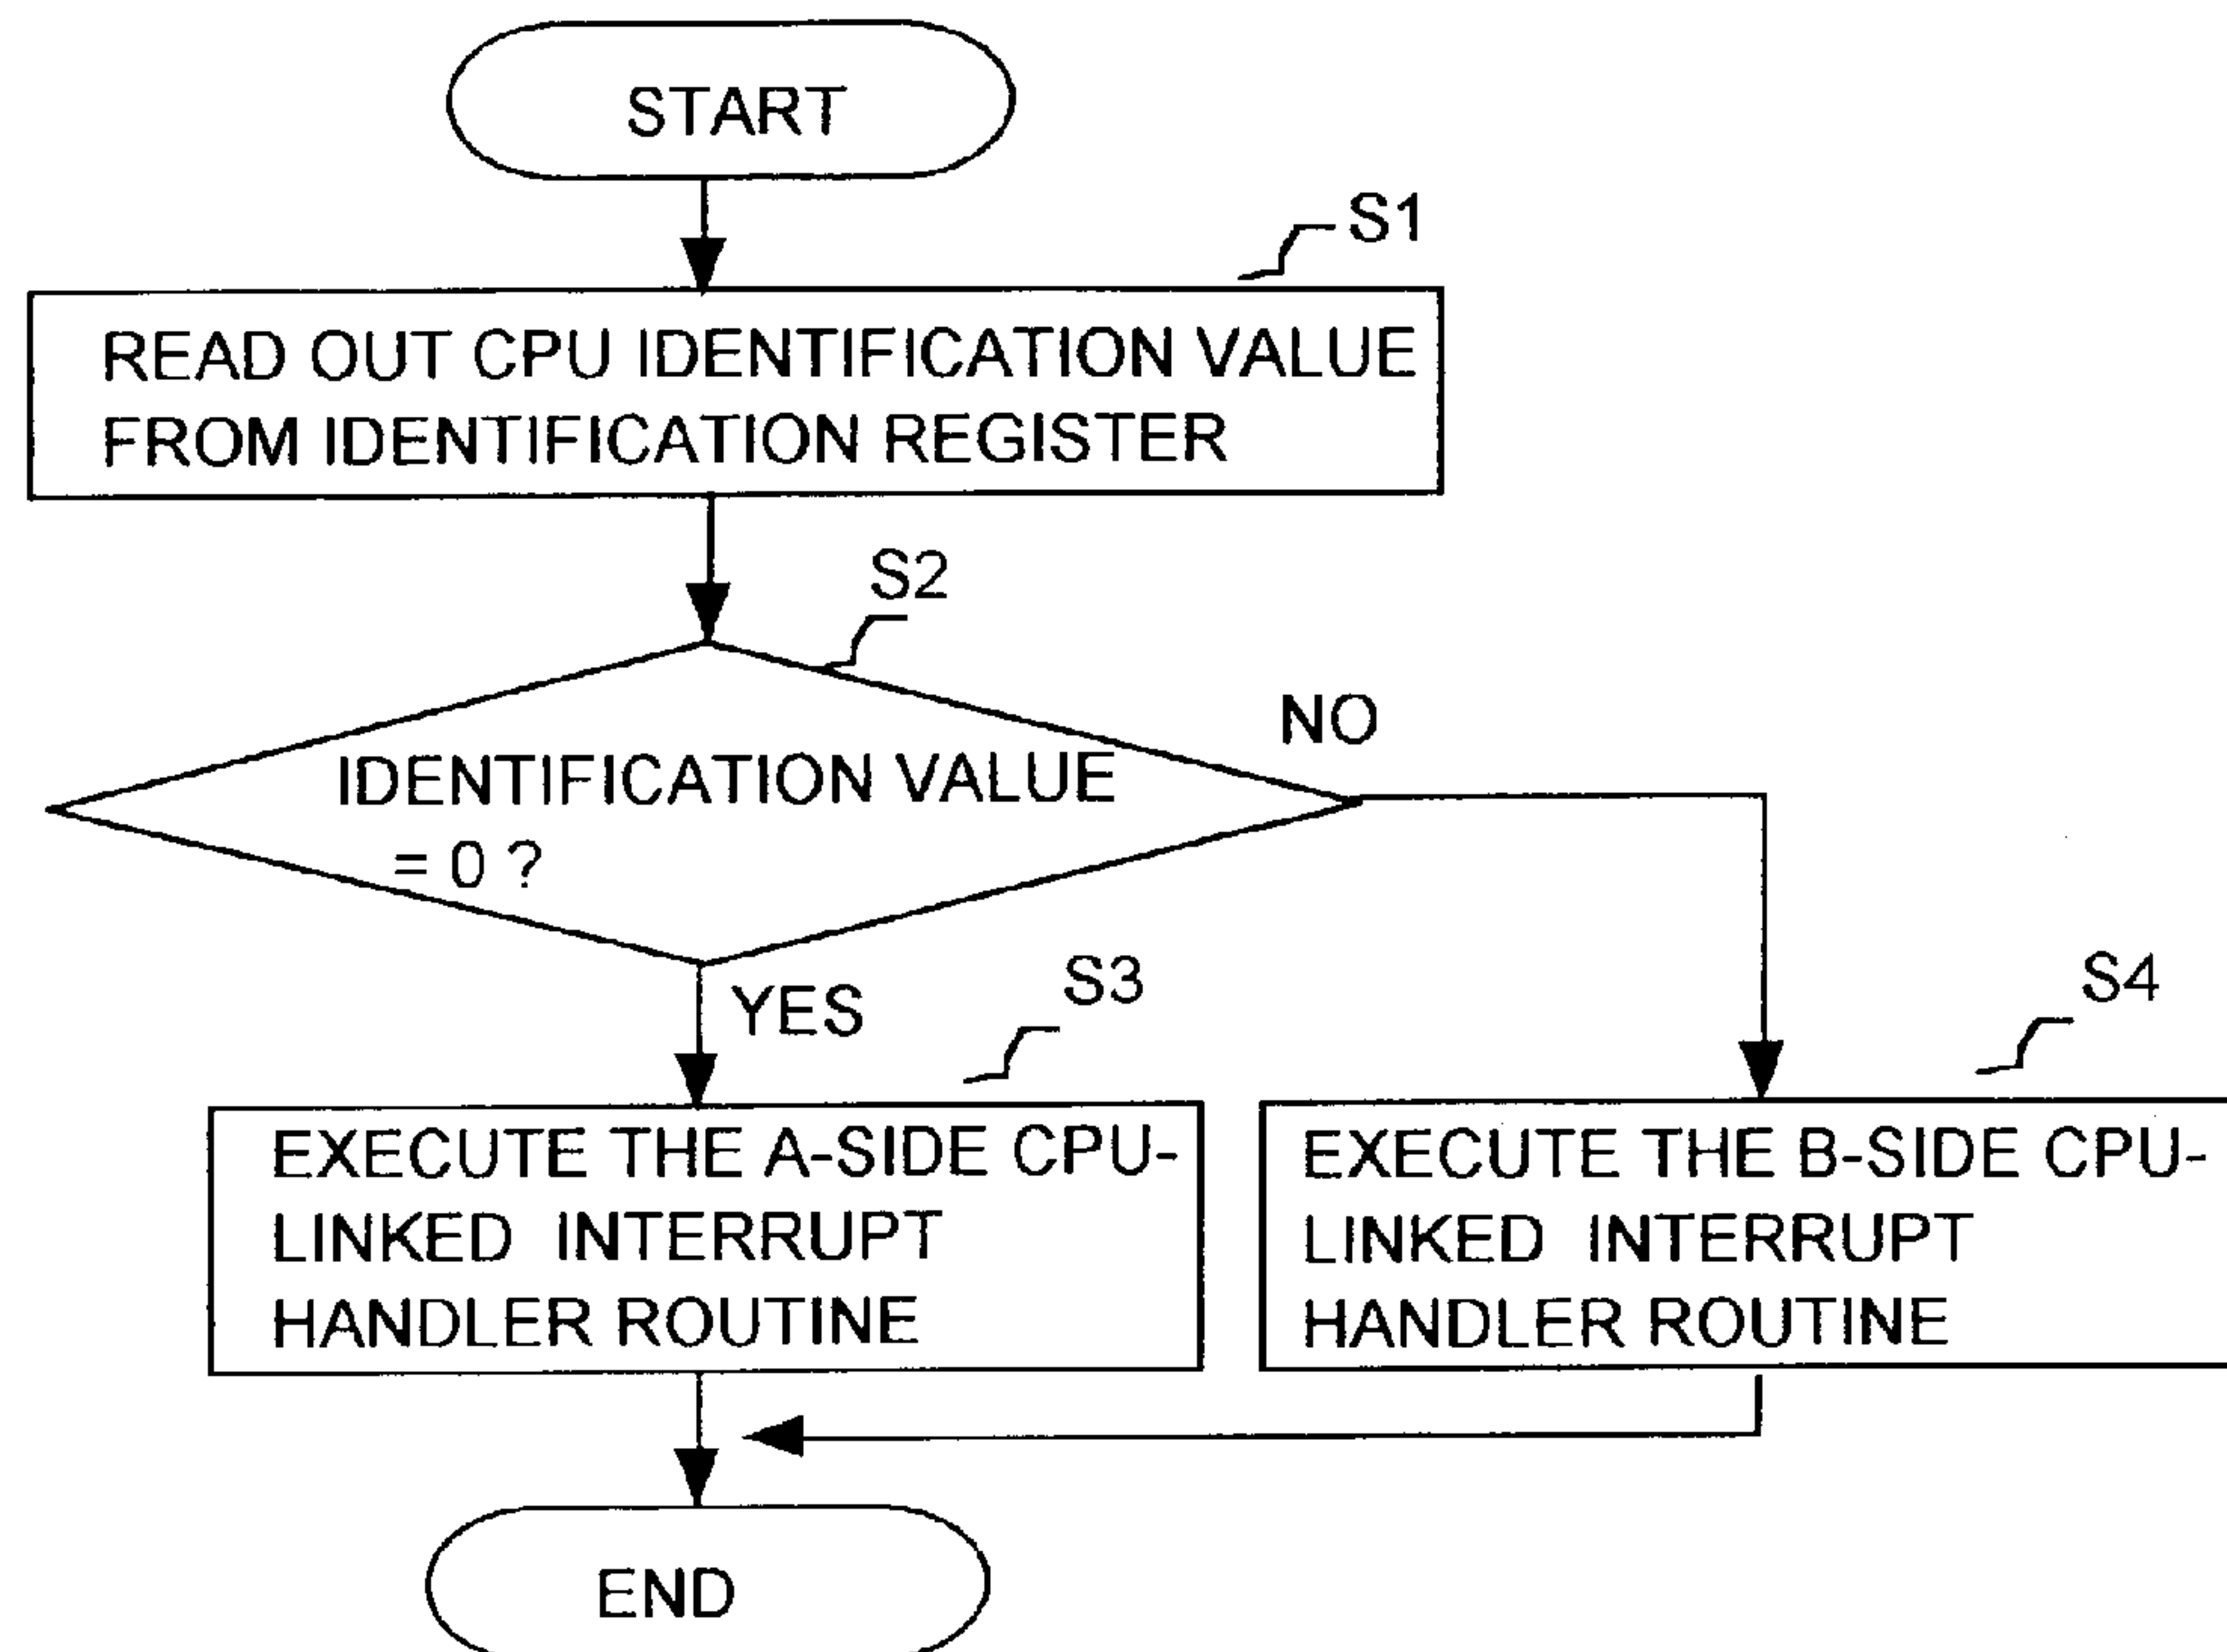 START
S1
READ OUT CPU IDENTIFICATION VALUE
FROM IDENTIFICATION REGISTER
S2
NO
IDENTIFICATION VALUE
= 0 ?
YES
S3
S4
EXECUTE THE A-SIDE CPU-
LINKED INTERRUPT
HANDLER ROUTINE
EXECUTE THE B-SIDE CPU-
LINKED INTERRUPT
HANDLER ROUTINE
END